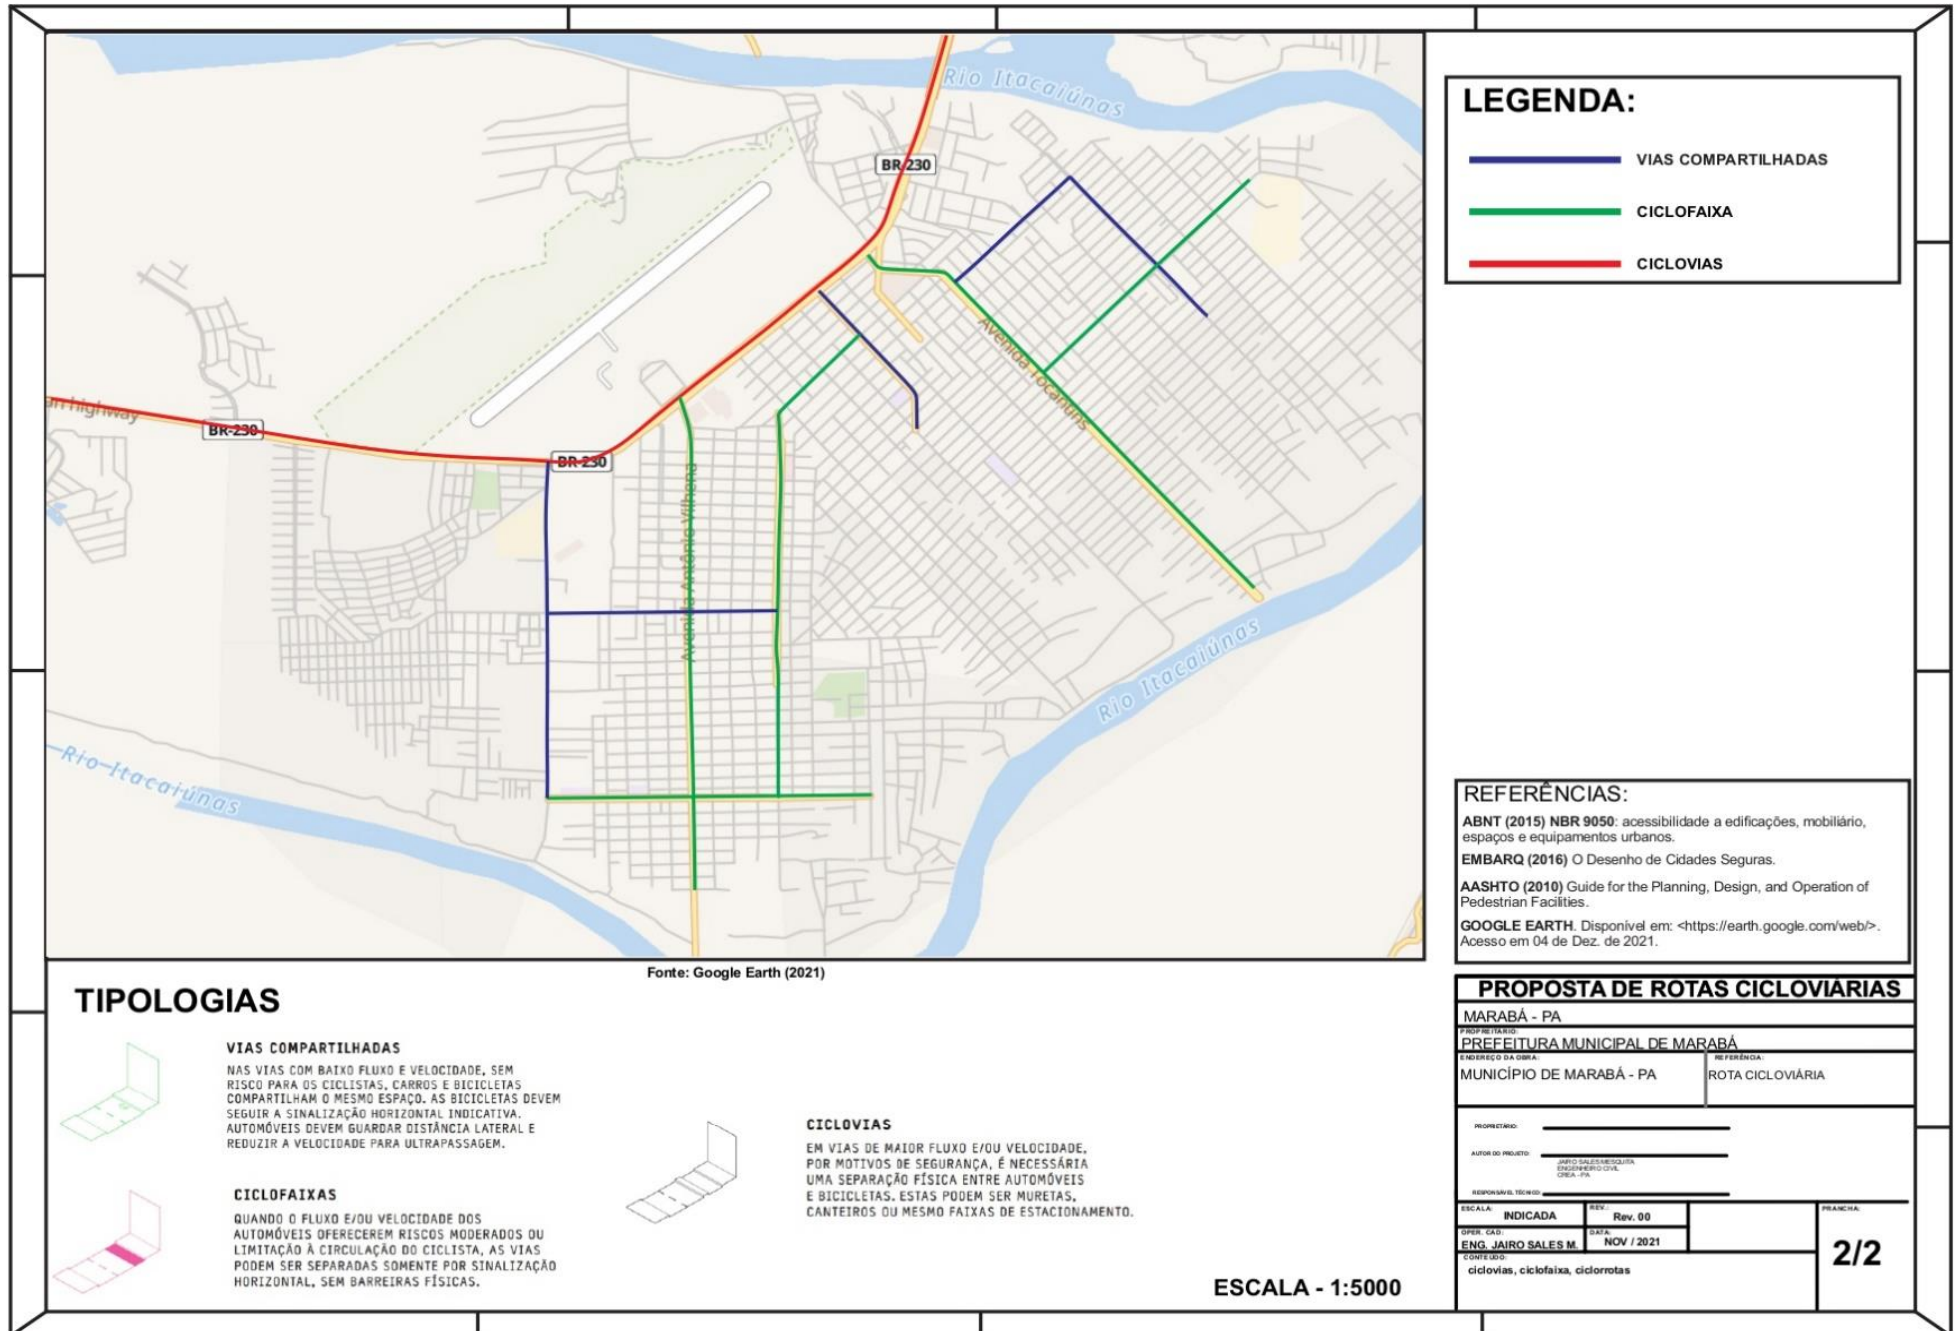 Rio Itacaiúnas
BR-230
Avenida Tocantins
an highway
BR-230
BR-230
Avenida Antônio Vilhena
Rio Itacaiúnas
Rio Itacaiúnas
Fonte: Google Earth (2021)
LEGENDA:
VIAS COMPARTILHADAS
CICLOFAIXA
CICLOVIAS
REFERÊNCIAS:
ABNT (2015) NBR 9050: acessibilidade a edificações, mobiliário,
espaços e equipamentos urbanos.
EMBARQ (2016) O Desenho de Cidades Seguras.
AASHTO (2010) Guide for the Planning, Design, and Operation of
Pedestrian Facilities.
GOOGLE EARTH. Disponível em: <https://earth.google.com/web/>.
Acesso em 04 de Dez. de 2021.
TIPOLOGIAS
VIAS COMPARTILHADAS
NAS VIAS COM BAIXO FLUXO E VELOCIDADE, SEM
RISCO PARA OS CICLISTAS, CARROS E BICICLETAS
COMPARTILHAM O MESMO ESPAÇO. AS BICICLETAS DEVEM
SEGUIR A SINALIZAÇÃO HORIZONTAL INDICATIVA.
AUTOMÓVEIS DEVEM GUARDAR DISTÂNCIA LATERAL E
REDUZIR A VELOCIDADE PARA ULTRAPASSAGEM.
CICLOFAIXAS
QUANDO O FLUXO E/OU VELOCIDADE DOS
AUTOMÓVEIS OFERECEREM RISCOS MODERADOS OU
LIMITAÇÃO À CIRCULAÇÃO DO CICLISTA, AS VIAS
PODEM SER SEPARADAS SOMENTE POR SINALIZAÇÃO
HORIZONTAL, SEM BARREIRAS FÍSICAS.
CICLOVIAS
EM VIAS DE MAIOR FLUXO E/OU VELOCIDADE,
POR MOTIVOS DE SEGURANÇA, É NECESSÁRIA
UMA SEPARAÇÃO FÍSICA ENTRE AUTOMÓVEIS
E BICICLETAS. ESTAS PODEM SER MURETAS,
CANTEIROS OU MESMO FAIXAS DE ESTACIONAMENTO.
ESCALA - 1:5000
PROPOSTA DE ROTAS CICLOVIÁRIAS
MARABÁ - PA
PROPRIETÁRIO:
PREFEITURA MUNICIPAL DE MARABÁ
ENDEREÇO DA OBRA:
REFERÊNCIA:
MUNICÍPIO DE MARABÁ - PA
ROTA CICLOVIÁRIA
PROPRIETÁRIO:
AUTOR DO PROJETO:
JAIRO SALES MESQUITA
ENGENHEIRO CIVIL
CREA - PA
RESPONSÁVEL TÉCNICO:
ESCALA:
INDICADA
REV.:
Rev. 00
PRANCHA:
OPER. CAD:
ENG. JAIRO SALES M.
DATA:
NOV / 2021
2/2
CONTEÚDO:
ciclovias, ciclofaixa, ciclorrotas